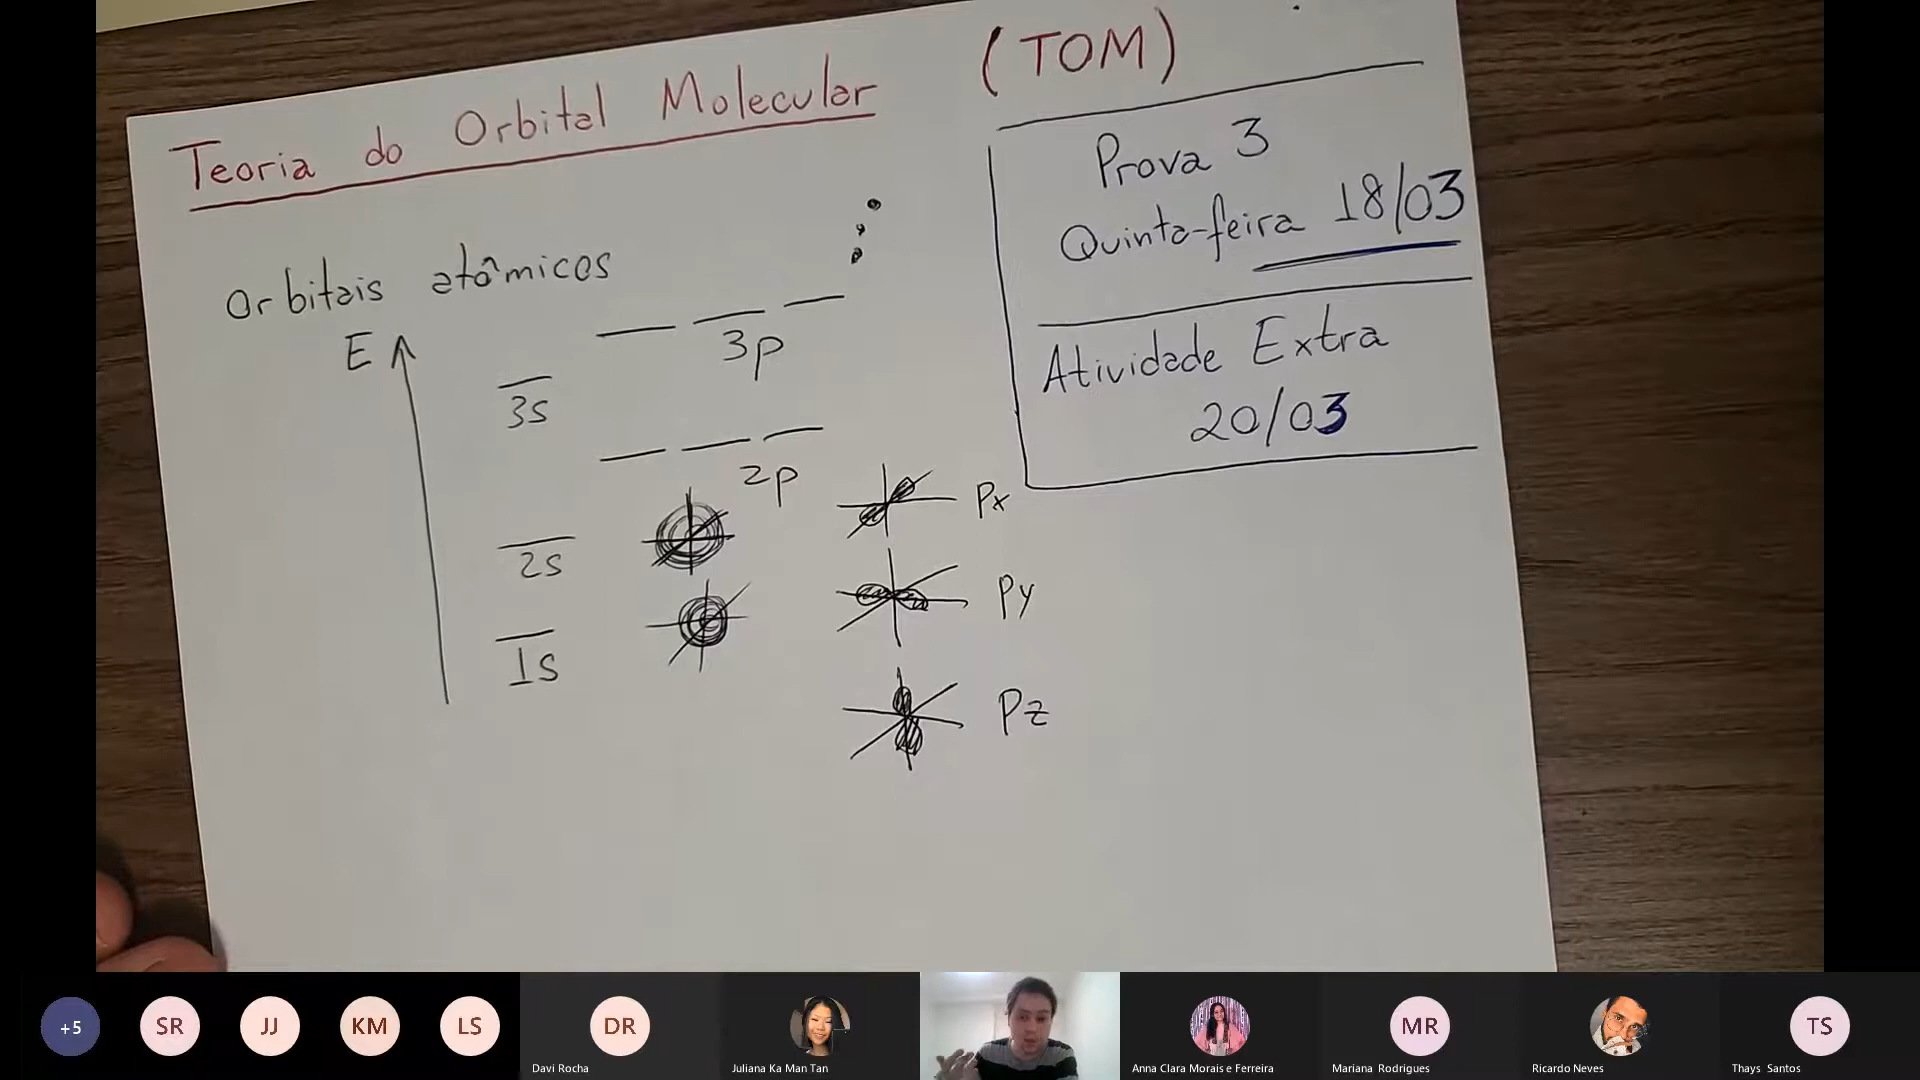 Teoria do Orbital Molecular (TOM)
Prova 3
Quinta-feira 18/03
Atividade Extra
20/03
Orbitais atômicos
E
3p
3s
2p
2s
1s
Px
Py
Pz
+5
SR
JJ
KM
LS
DR
MR
TS
Davi Rocha
Juliana Ka Man Tan
Anna Clara Morais e Ferreira
Mariana Rodrigues
Ricardo Neves
Thays Santos